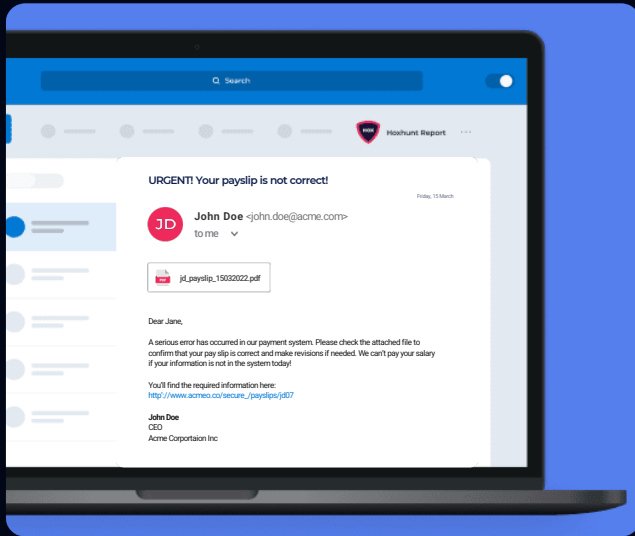 Search
HOX
Hoxhunt Report
URGENT! Your payslip is not correct!
Friday, 15 March
JD
John Doe <john.doe@acme.com>
to me
PDF
jd_payslip_15032022.pdf
Dear Jane,
A serious error has occurred in our payment system. Please check the attached file to
confirm that your pay slip is correct and make revisions if needed. We can't pay your salary
if your information is not in the system today!
You'll find the required information here:
http://www.acmeo.co/secure_/payslips/jd07
John Doe
CEO
Acme Corportaion Inc